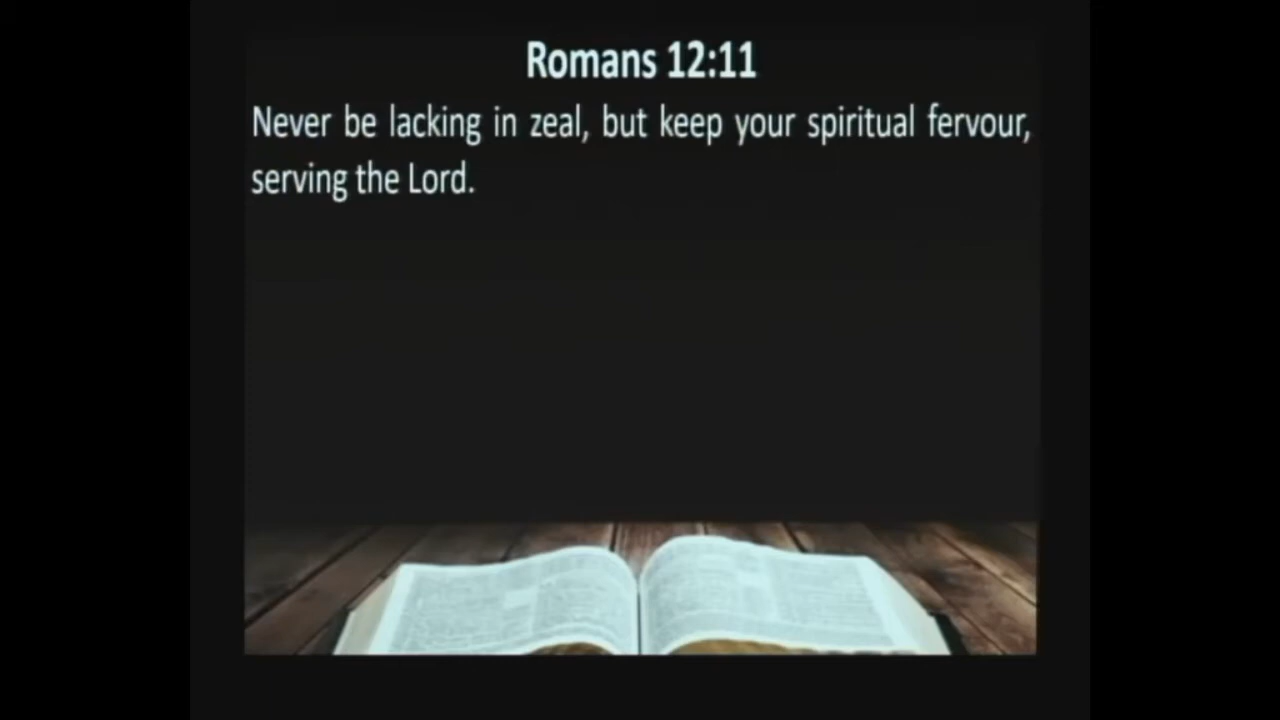 Romans 12:11
Never be lacking in zeal, but keep your spiritual fervour,
serving the Lord.